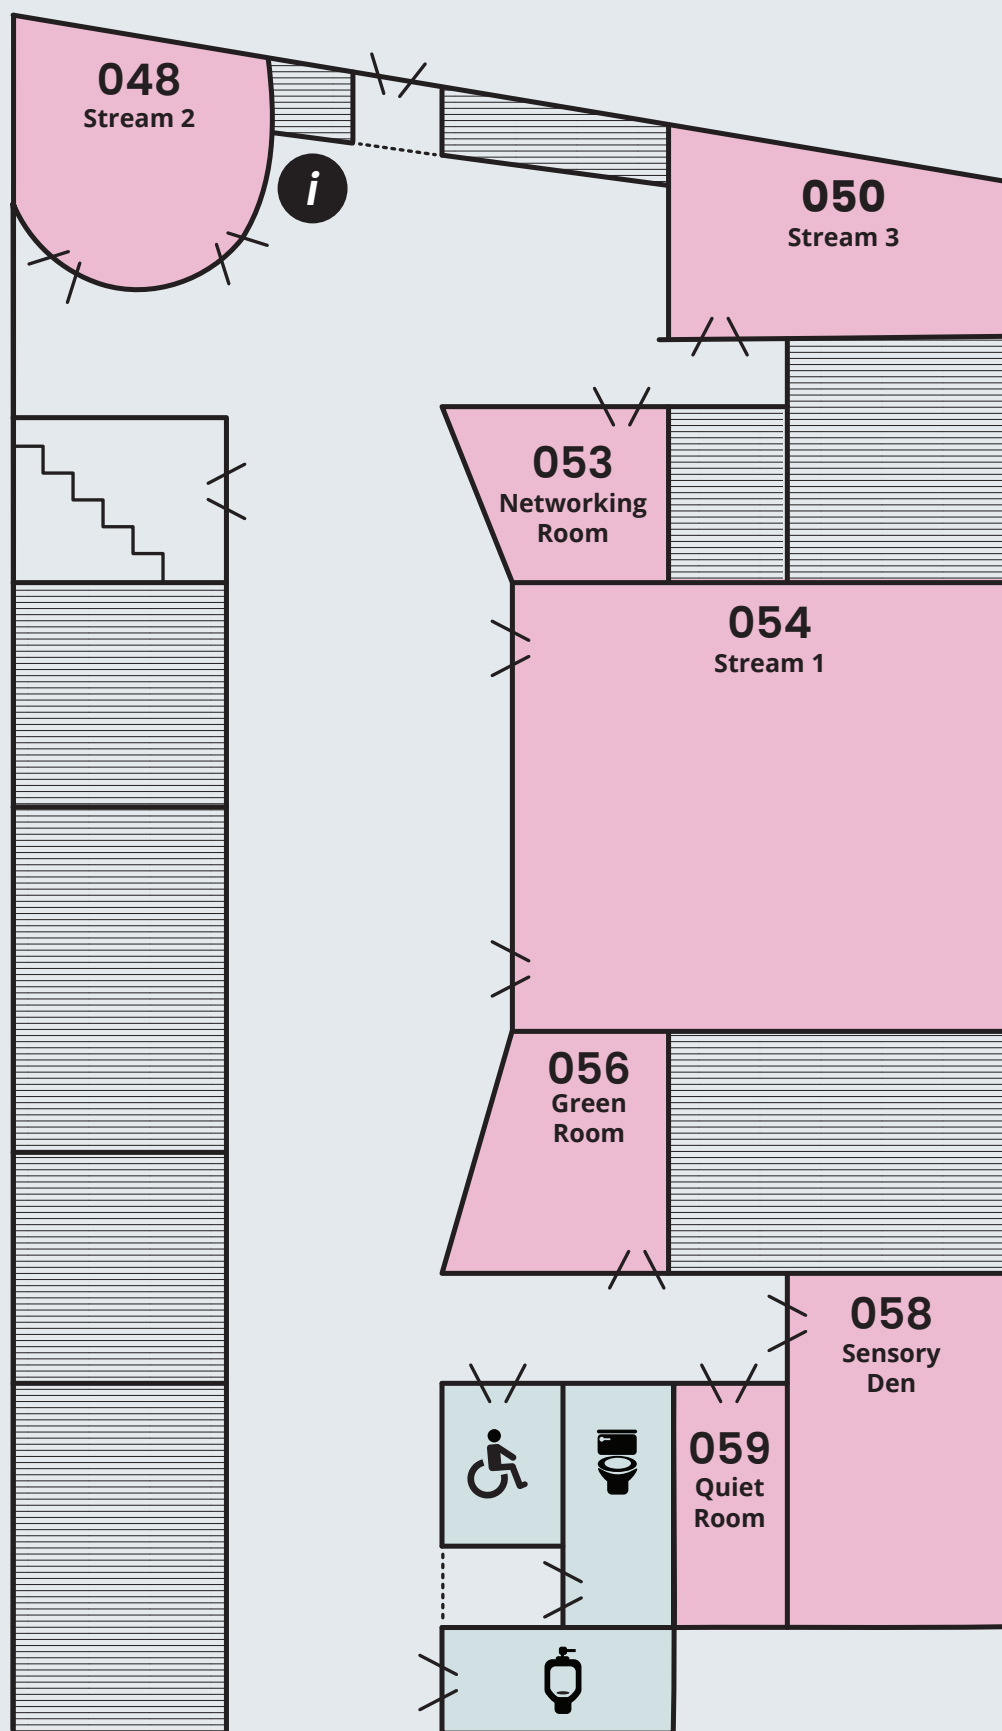 048
Stream 2
i
050
Stream 3
053
Networking
Room
054
Stream 1
056
Green
Room
058
Sensory
Den
059
Quiet
Room